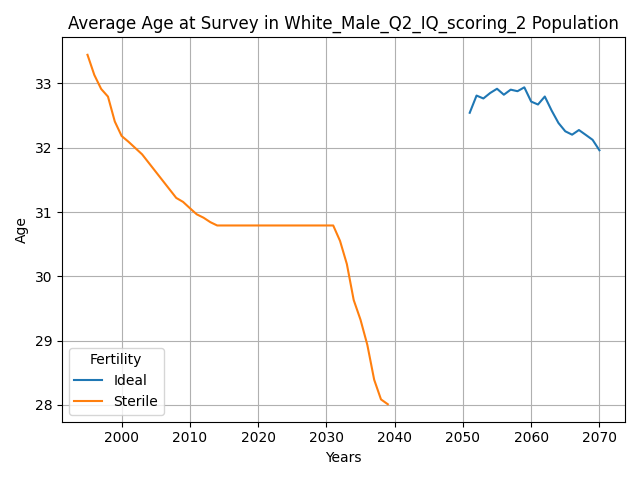 Average Age at Survey in White_Male_Q2_IQ_scoring_2 Population
33
32
31
30
29
28
Age
Fertility
Ideal
Sterile
2000 2010 2020 2030 2040 2050 2060 2070
Years